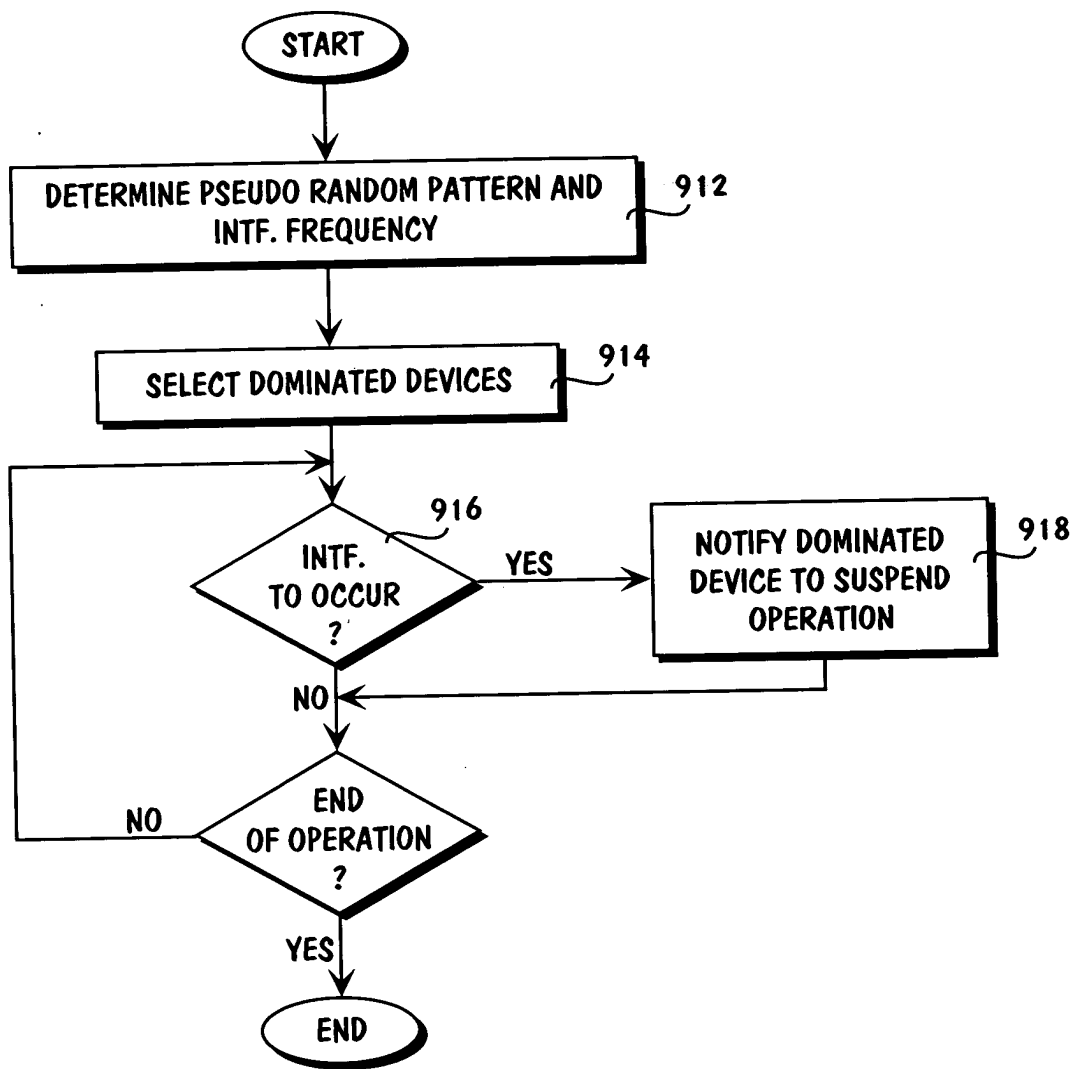 START
DETERMINE PSEUDO RANDOM PATTERN AND
INTF. FREQUENCY
912
SELECT DOMINATED DEVICES
914
INTF.
TO OCCUR
?
916
YES
NOTIFY DOMINATED
DEVICE TO SUSPEND
OPERATION
918
NO
END
OF OPERATION
?
NO
YES
END